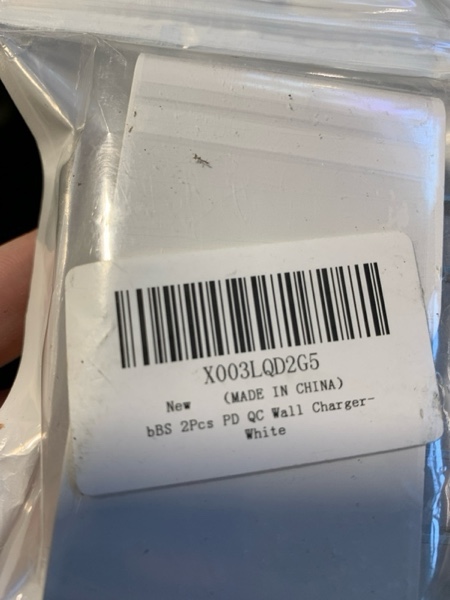 X003LQD2G5
New (MADE IN CHINA)
bBS 2Pcs PD QC Wall Charger-
White